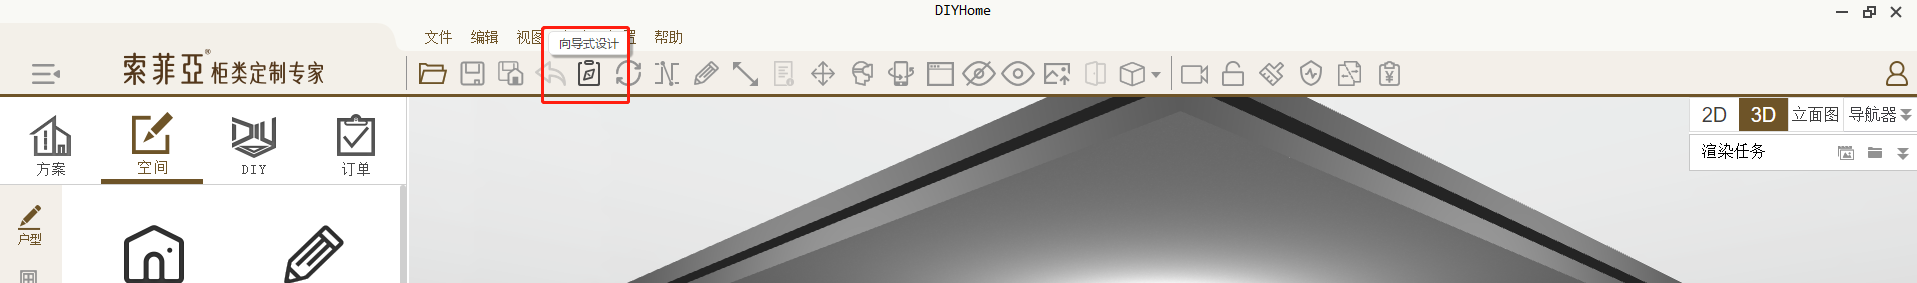 DIYHome
文件 编辑 视图 置 帮助
向导式设计
索菲亞® 柜类定制专家
2D 3D 立面图 导航器
渲染任务
方案 空间 DIY 订单
户型